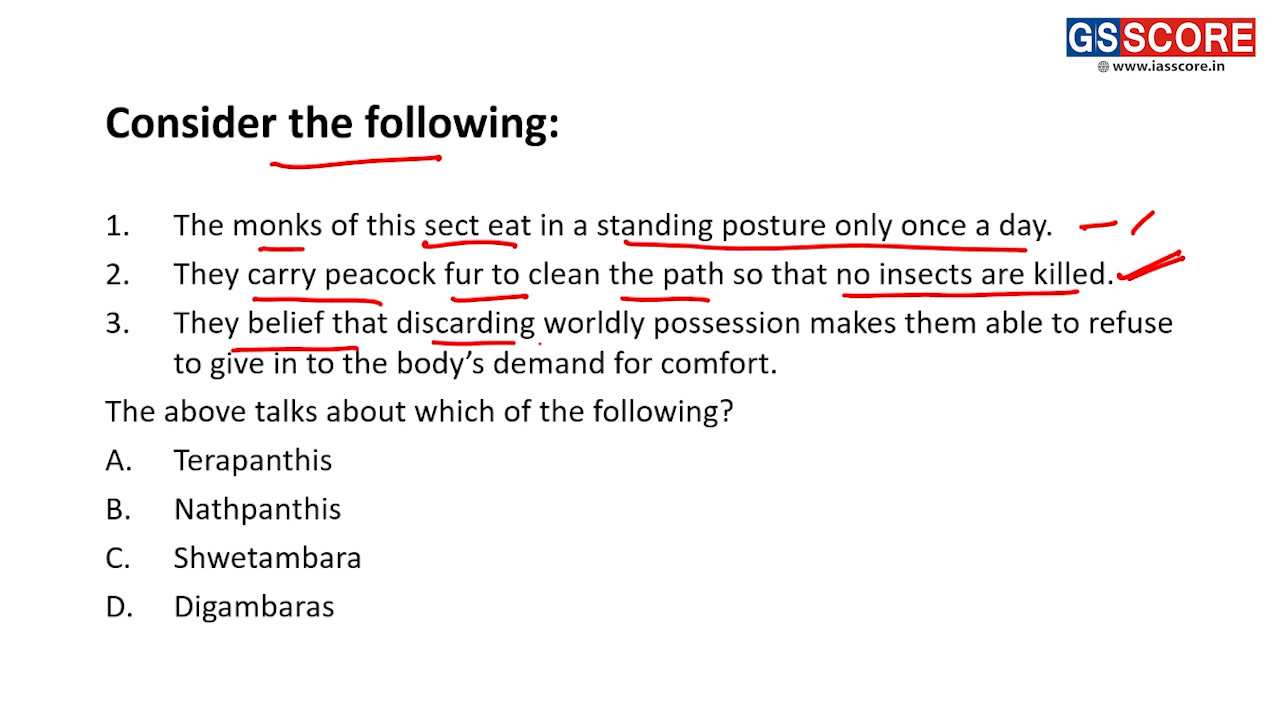 GSSCORE
www.iasscore.in
Consider the following:
1. The monks of this sect eat in a standing posture only once a day.
2. They carry peacock fur to clean the path so that no insects are killed.
3. They belief that discarding worldly possession makes them able to refuse
to give in to the body’s demand for comfort.
The above talks about which of the following?
A. Terapanthis
B. Nathpanthis
C. Shwetambara
D. Digambaras